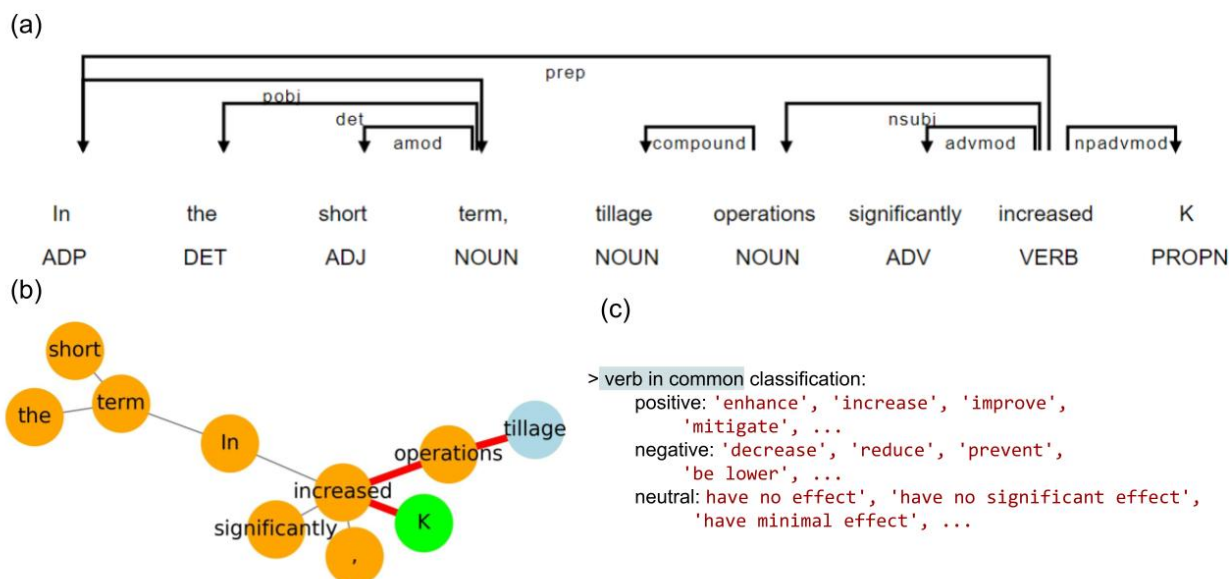 (a)
prep
pobj
nsubj
det
amod
compound
advmod
npadvmod
In the short term, tillage operations significantly increased K
ADP DET ADJ NOUN NOUN NOUN ADV VERB PROPN
(b)
short
term
the
In
tillage
operations
increased
significantly
K
,
(c)
> verb in common classification:
positive: 'enhance', 'increase', 'improve',
'mitigate', ...
negative: 'decrease', 'reduce', 'prevent',
'be lower', ...
neutral: have no effect', 'have no significant effect',
'have minimal effect', ...